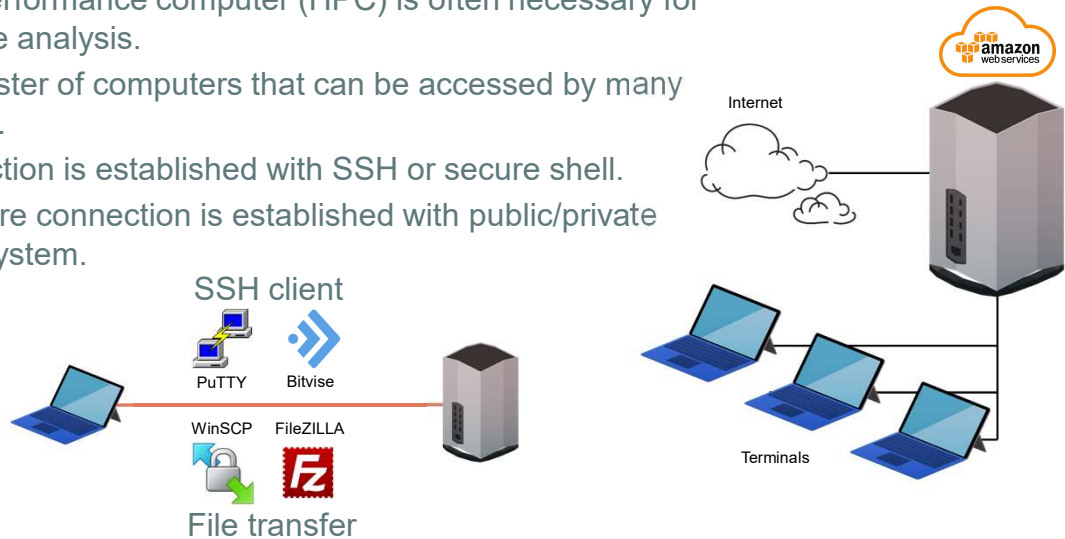 erformance computer (HPC) is often necessary for
e analysis.
ster of computers that can be accessed by many
.
ction is established with SSH or secure shell.
re connection is established with public/private
ystem.
SSH client
PuTTY Bitvise
WinSCP FileZILLA
Fz
File transfer
amazon
webservices
Internet
Terminals